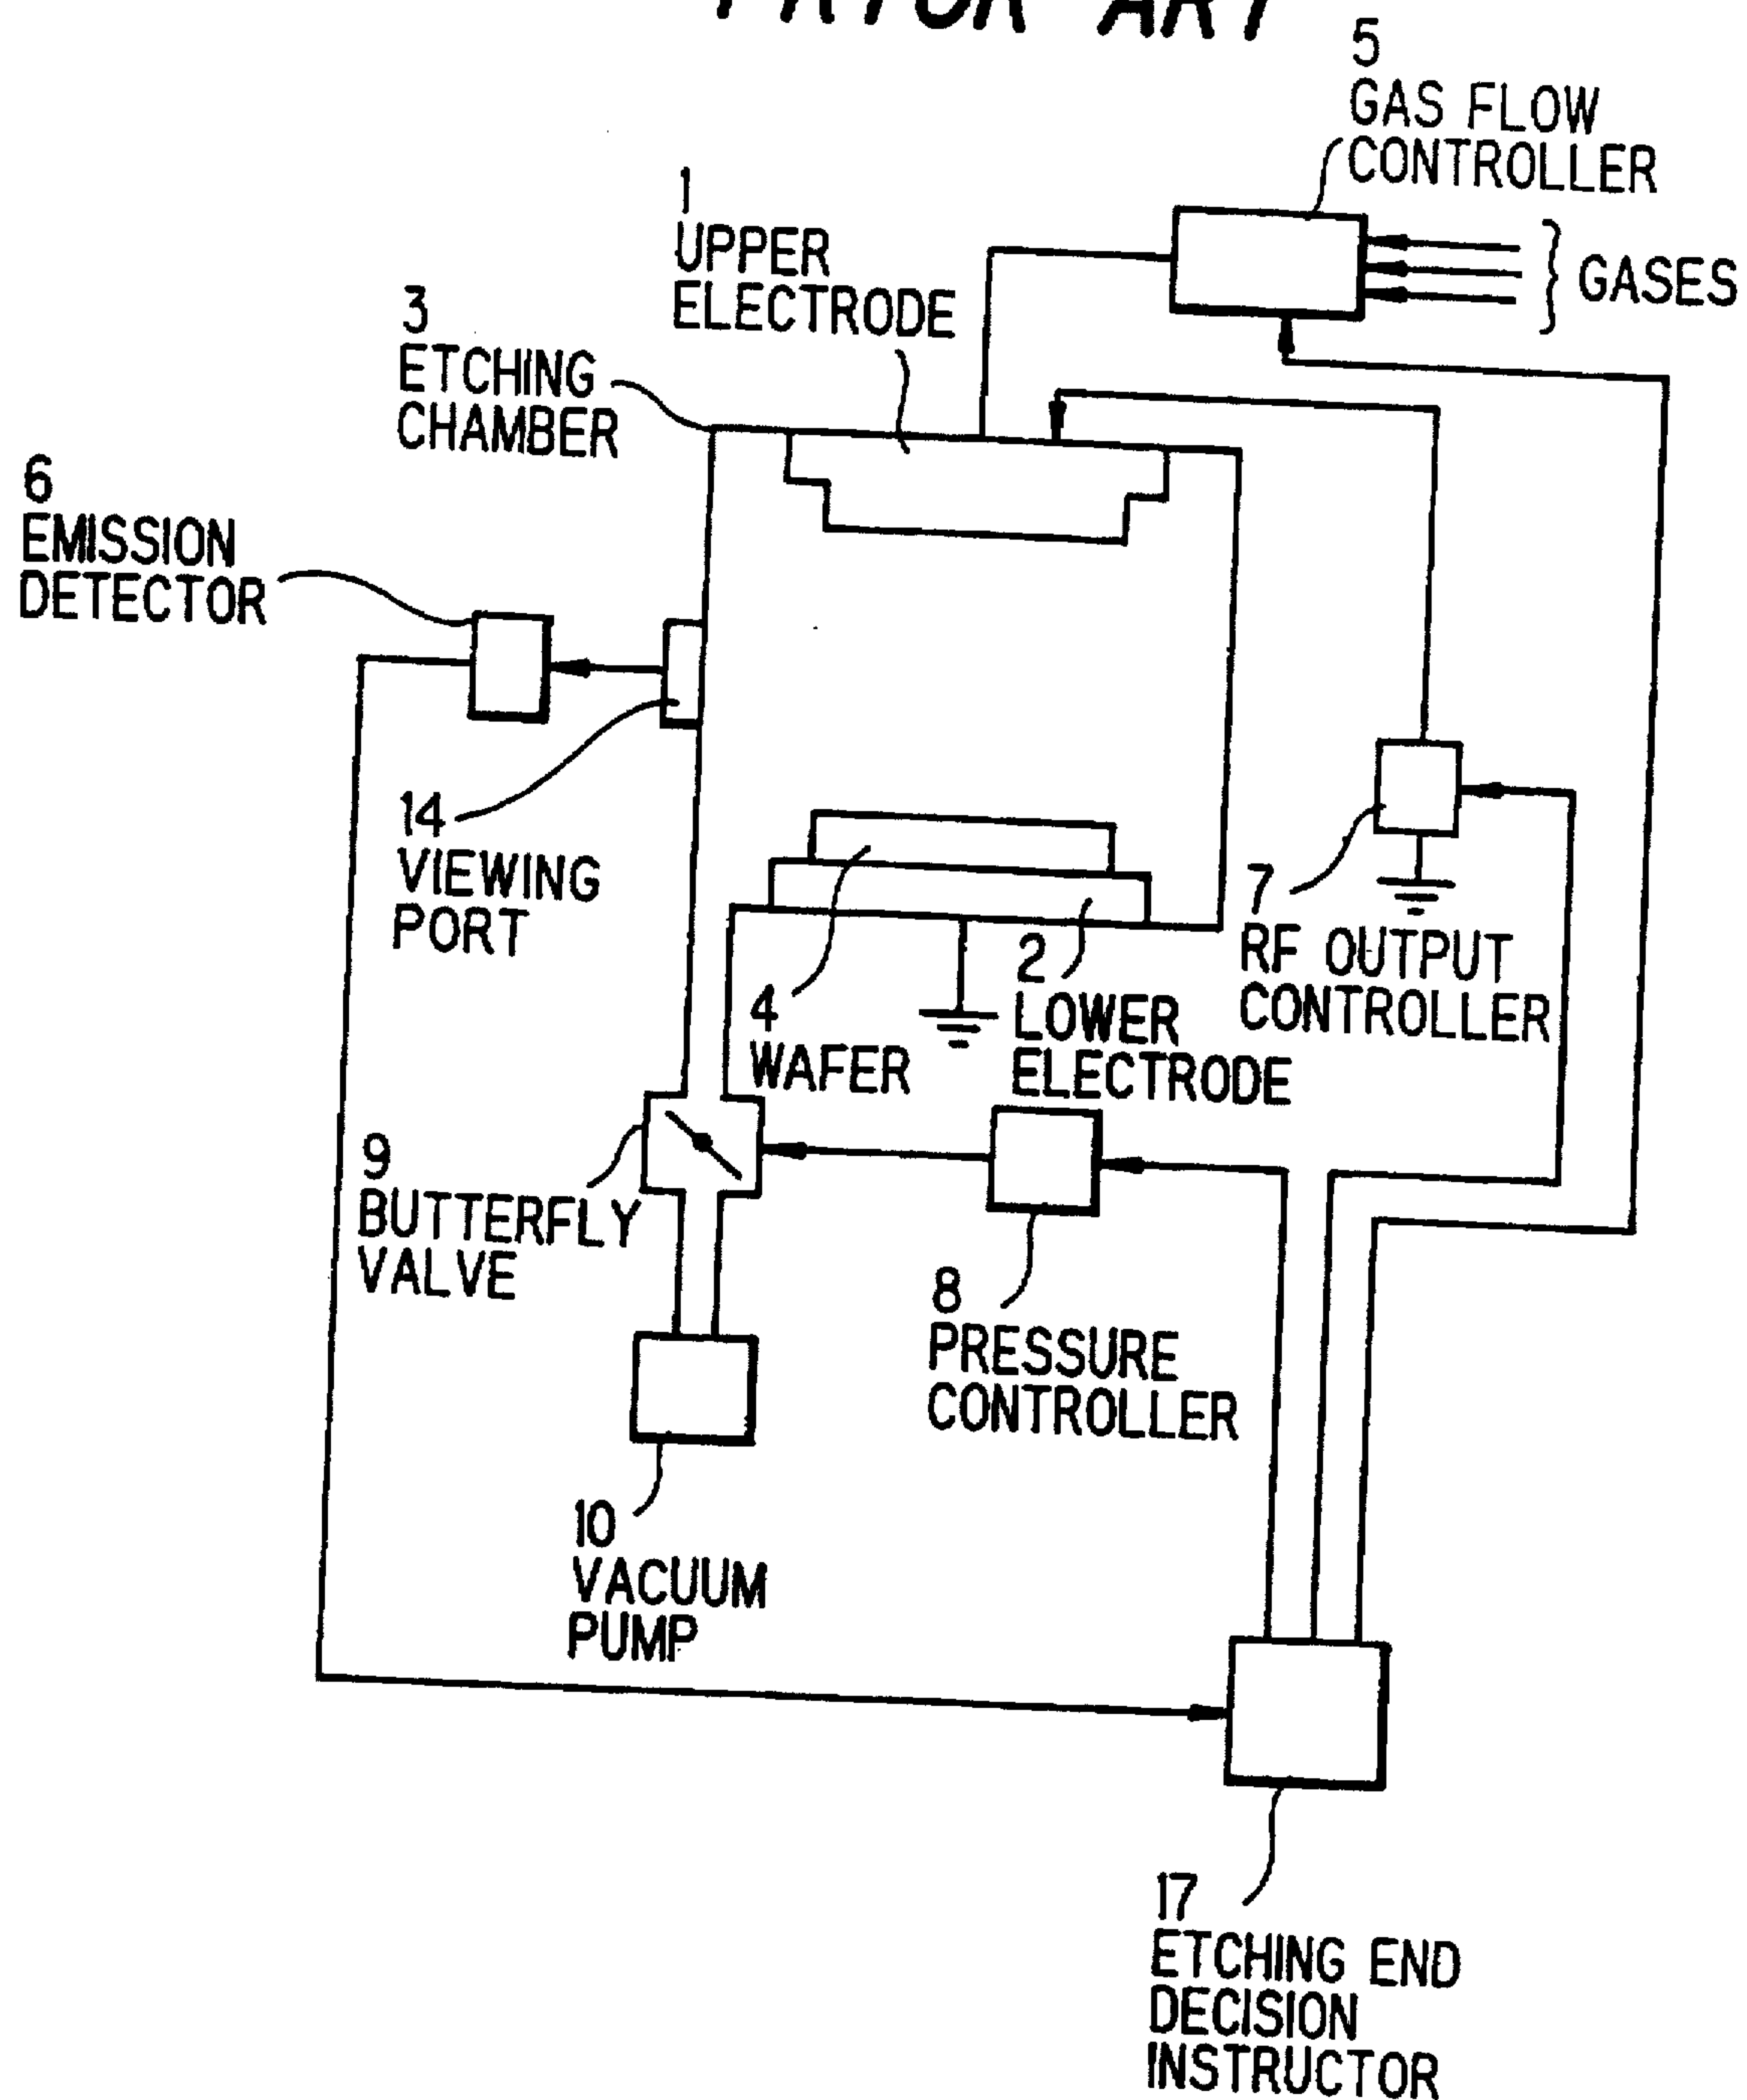 PRIOR ART
5
GAS FLOW
CONTROLLER
GASES
1
UPPER
ELECTRODE
3
ETCHING
CHAMBER
6
EMISSION
DETECTOR
14
VIEWING
PORT
7
RF OUTPUT
CONTROLLER
2
LOWER
ELECTRODE
4
WAFER
9
BUTTERFLY
VALVE
8
PRESSURE
CONTROLLER
10
VACUUM
PUMP
17
ETCHING END
DECISION
INSTRUCTOR